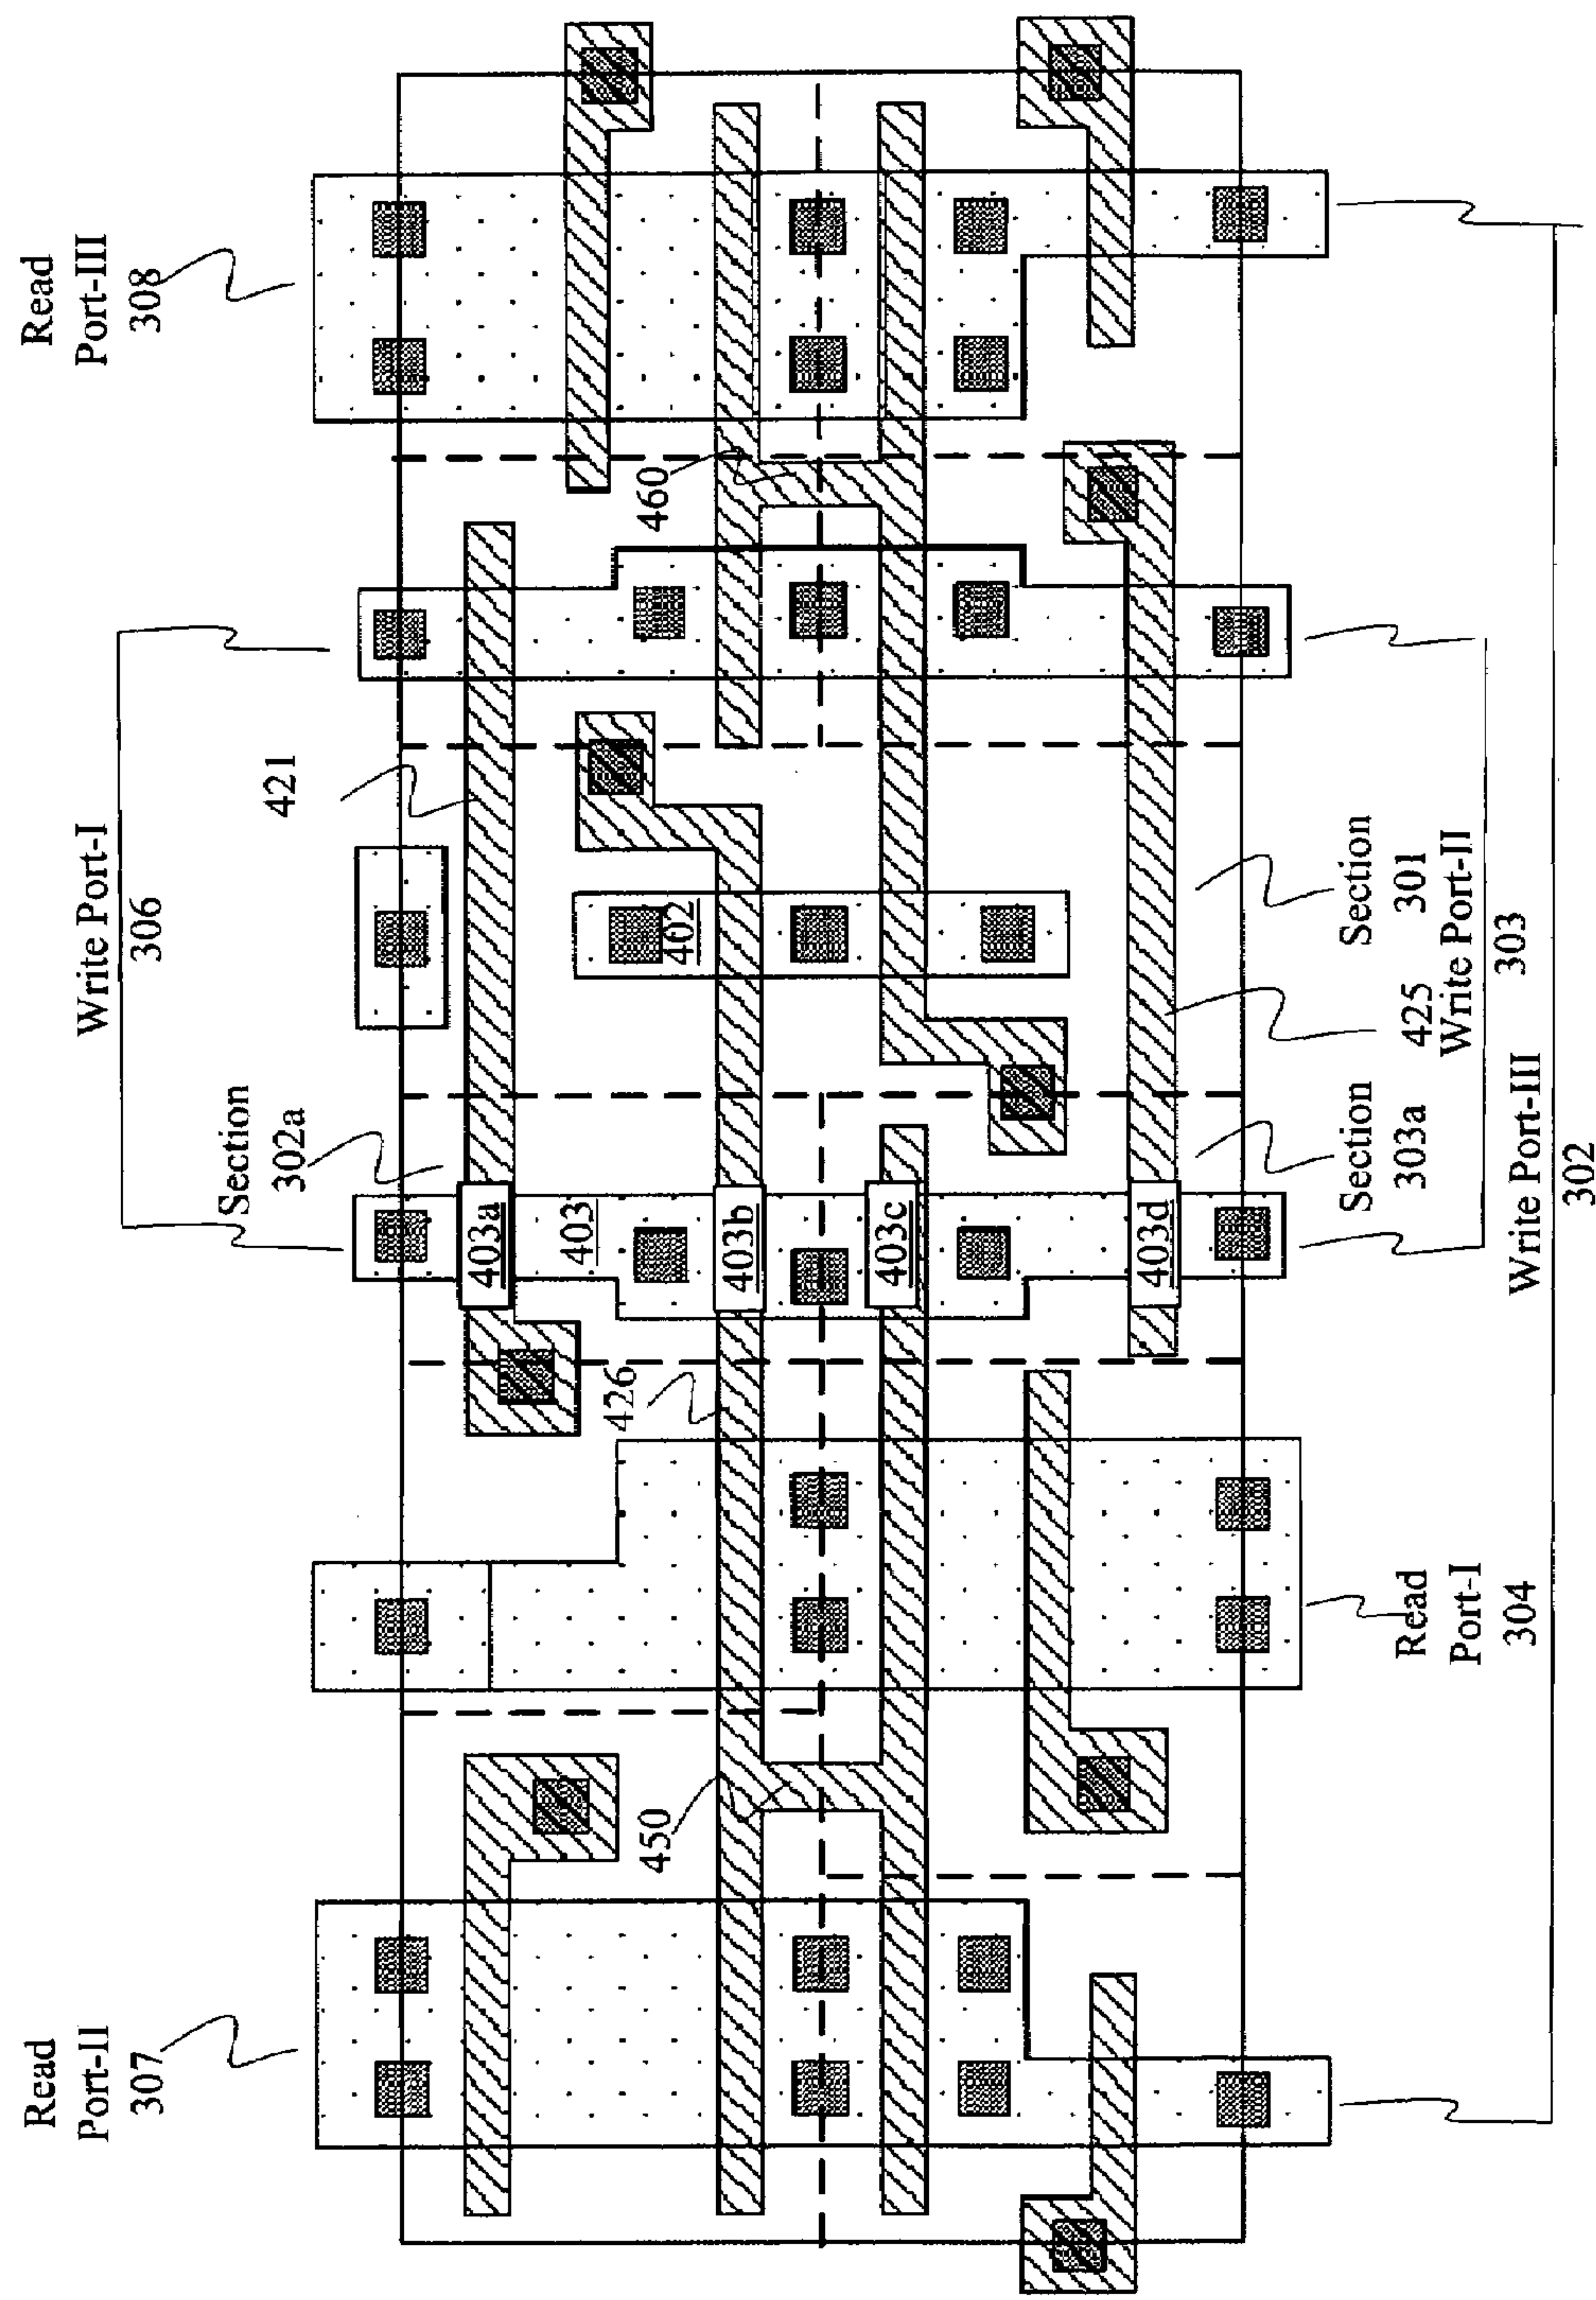 Read
Port-III
308
460
Write Port-I
306
421
402
Section
302a
403a
403
403b
403c
403d
Section
301
425
Write Port-II
303
Section
303a
Write Port-III
302
426
Read
Port-I
304
450
Read
Port-II
307